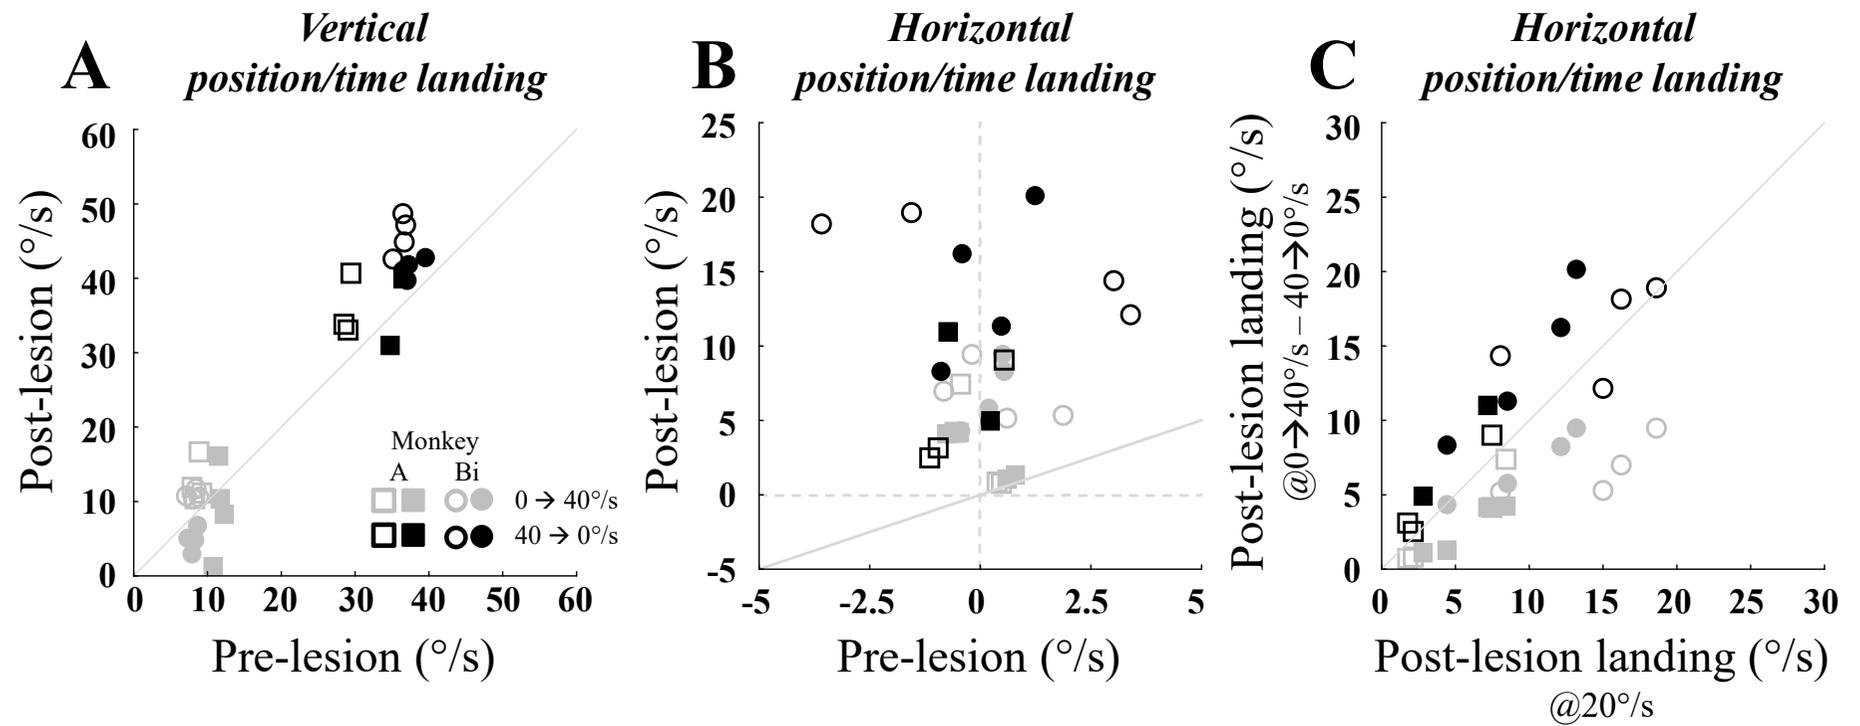 A
Vertical
position/time landing
Post-lesion (°/s)
60
50
40
30
20
10
0
0 10 20 30 40 50 60
Pre-lesion (°/s)
Monkey
A Bi
0 → 40°/s
40 → 0°/s
B
Horizontal
position/time landing
Post-lesion (°/s)
25
20
15
10
5
0
-5
-5 -2.5 0 2.5 5
Pre-lesion (°/s)
C
Horizontal
position/time landing
Post-lesion landing (°/s)
@0→40°/s – 40→0°/s
30
25
20
15
10
5
0
0 5 10 15 20 25 30
Post-lesion landing (°/s)
@20°/s